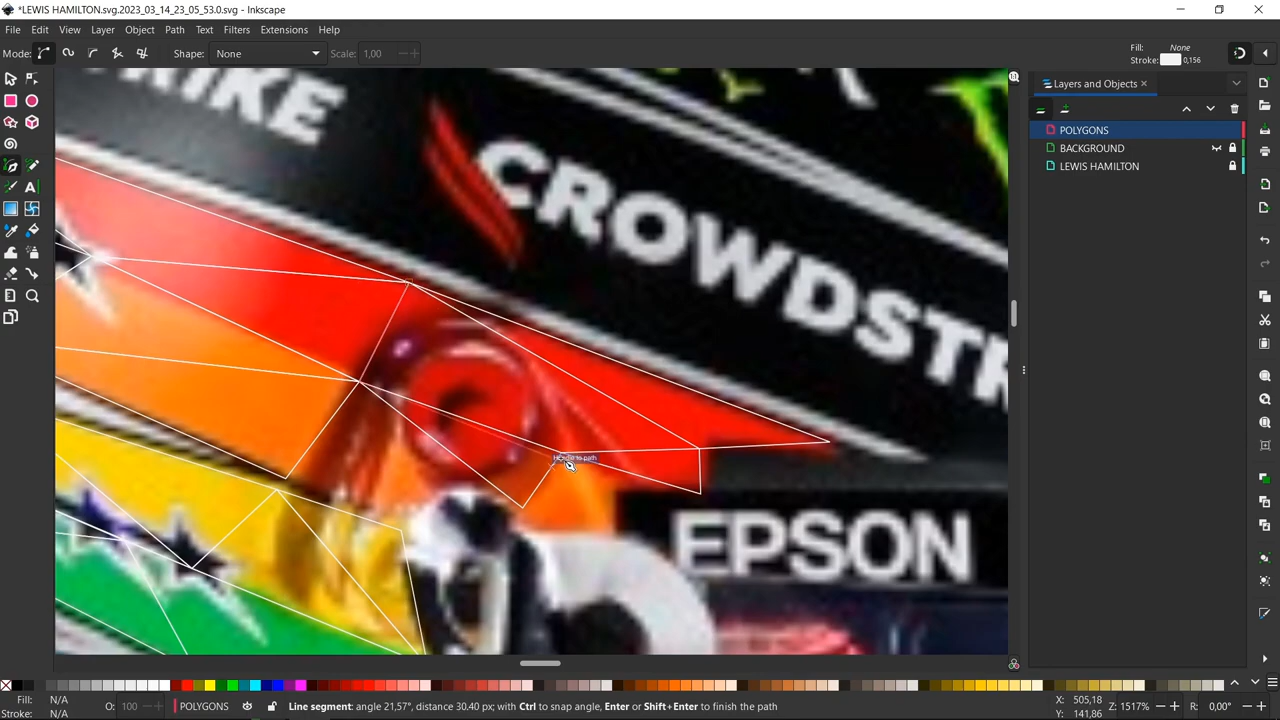 *LEWIS HAMILTON.svg.2023_03_14_23_05_53.0.svg - Inkscape
File Edit View Layer Object Path Text Filters Extensions Help
Mode: Shape: None Scale: 1,00 Fill: None
Stroke: 0,156
Layers and Objects
POLYGONS
BACKGROUND
LEWIS HAMILTON
CROWDSTR
EPSON
Handle to path
Fill: N/A
Stroke: N/A
O: 100
POLYGONS
Line segment: angle 21,57°, distance 30.40 px; with Ctrl to snap angle, Enter or Shift+Enter to finish the path
X: 505,18
Y: 141,86
Z: 1517%
R: 0,00°